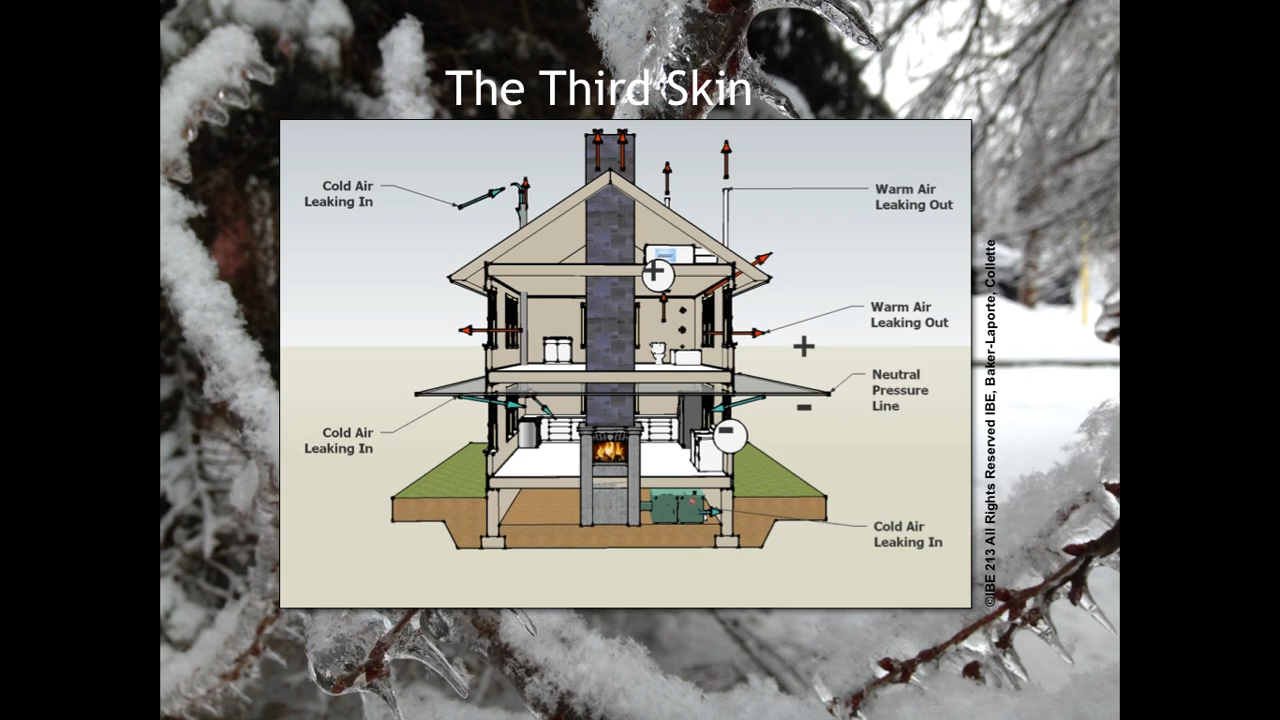 The Third Skin
Cold Air
Leaking In
Warm Air
Leaking Out
Warm Air
Leaking Out
+
+
Neutral
Pressure
Line
-
Cold Air
Leaking In
-
Cold Air
Leaking In
©IBE 213 All Rights Reserved IBE, Baker-Laporte, Collette